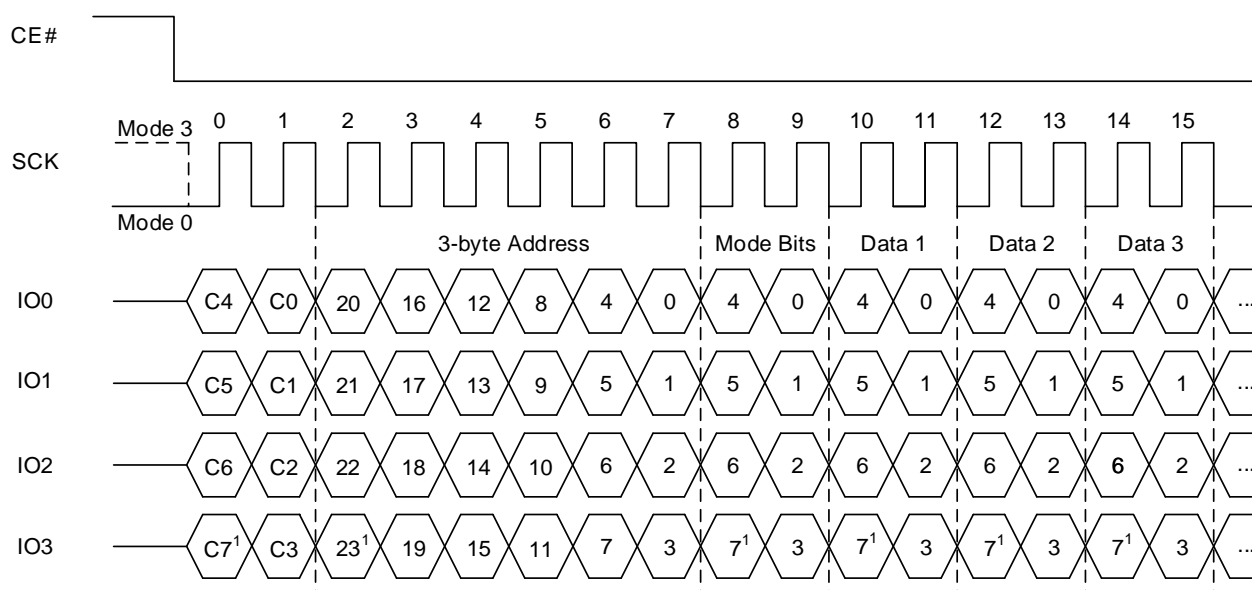 CE#
Mode 3 0 1 2 3 4 5 6 7 8 9 10 11 12 13 14 15
SCK
Mode 0
3-byte Address Mode Bits Data 1 Data 2 Data 3
IO0 C4 C0 20 16 12 8 4 0 4 0 4 0 4 0 4 0 ...
IO1 C5 C1 21 17 13 9 5 1 5 1 5 1 5 1 5 1 ...
IO2 C6 C2 22 18 14 10 6 2 6 2 6 2 6 2 6 2 ...
IO3 C7¹ C3 23¹ 19 15 11 7 3 7¹ 3 7¹ 3 7¹ 3 7¹ 3 ...